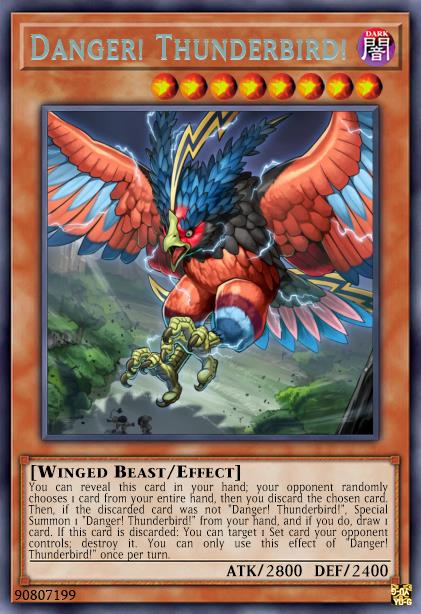 DANGER! THUNDERBIRD!
DARK
闇
[WINGED BEAST/EFFECT]
You can reveal this card in your hand; your opponent randomly
chooses 1 card from your entire hand, then you discard the chosen card.
Then, if the discarded card was not "Danger! Thunderbird!", Special
Summon 1 "Danger! Thunderbird!" from your hand, and if you do, draw 1
card. If this card is discarded: You can target 1 Set card your opponent
controls; destroy it. You can only use this effect of "Danger!
Thunderbird!" once per turn.
ATK/2800 DEF/2400
90807199